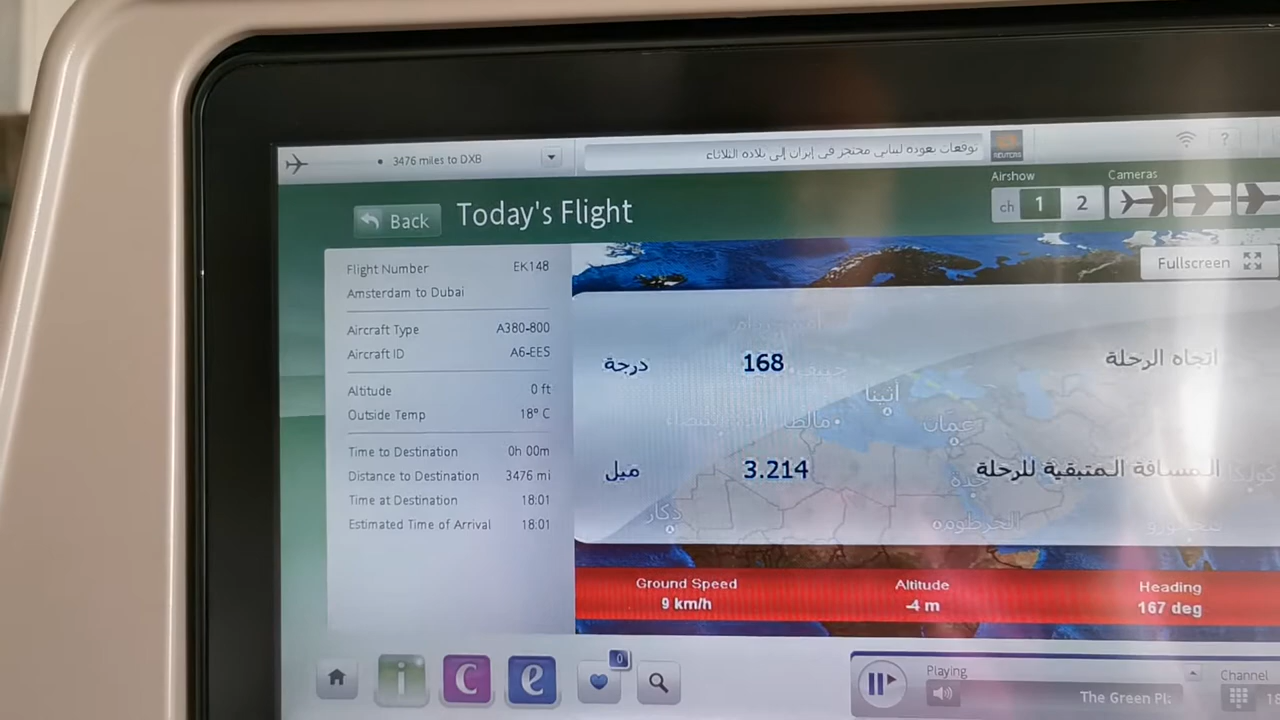 3476 miles to DXB
توقعات بعودة لبناني محتجز في إيران إلى بلاده الثلاثاء
REUTERS
?
Airshow
Cameras
ch 1 2
Back
Today's Flight
Fullscreen
Flight Number EK148
Amsterdam to Dubai
Aircraft Type A380-800
Aircraft ID A6-EES
Altitude 0 ft
Outside Temp 18° C
Time to Destination 0h 00m
Distance to Destination 3476 mi
Time at Destination 18:01
Estimated Time of Arrival 18:01
اتجاه الرحلة 168 درجة
أثينا
عمّان
المسافة المتبقية للرحلة 3.214 ميل
جدة
دكار
الخرطوم
Ground Speed Altitude Heading
9 km/h -4 m 167 deg
i C e 0
Playing
The Green
Channel